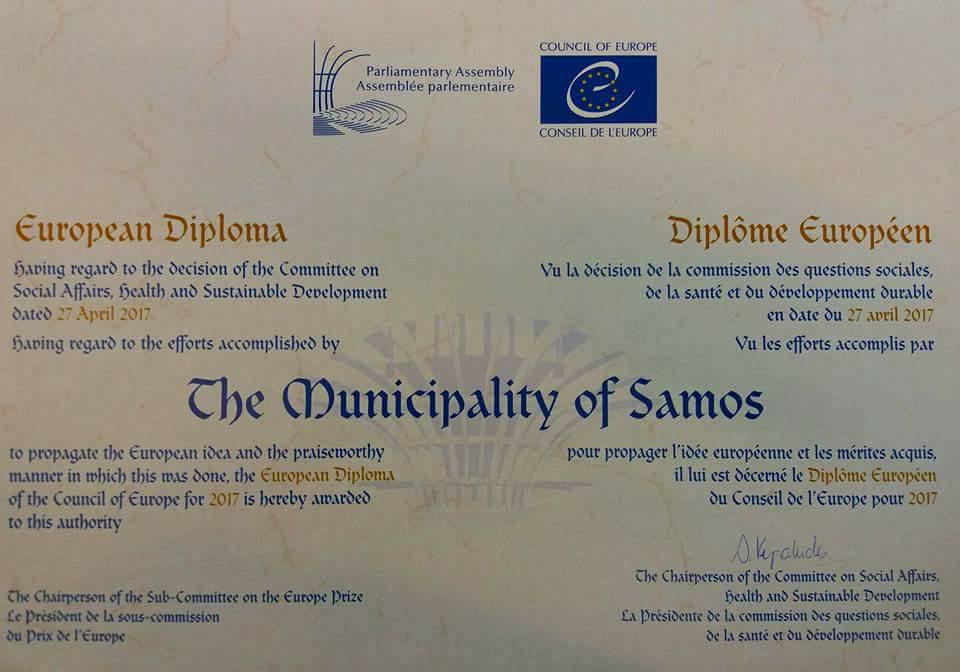 Parliamentary Assembly
Assemblée parlementaire
COUNCIL OF EUROPE
CONSEIL DE L'EUROPE
European Diploma
Having regard to the decision of the Committee on
Social Affairs, Health and Sustainable Development
dated 27 April 2017
Having regard to the efforts accomplished by
Diplôme Européen
Vu la décision de la commission des questions sociales,
de la santé et du développement durable
en date du 27 avril 2017
Vu les efforts accomplis par
The Municipality of Samos
to propagate the European idea and the praiseworthy
manner in which this was done, the European Diploma
of the Council of Europe for 2017 is hereby awarded
to this authority
pour propager l'idée européenne et les mérites acquis,
il lui est décerné le Diplôme Européen
du Conseil de l'Europe pour 2017
The Chairperson of the Sub-Committee on the Europe Prize
Le Président de la sous-commission
du Prix de l'Europe
The Chairperson of the Committee on Social Affairs,
Health and Sustainable Development
La Présidente de la commission des questions sociales,
de la santé et du développement durable